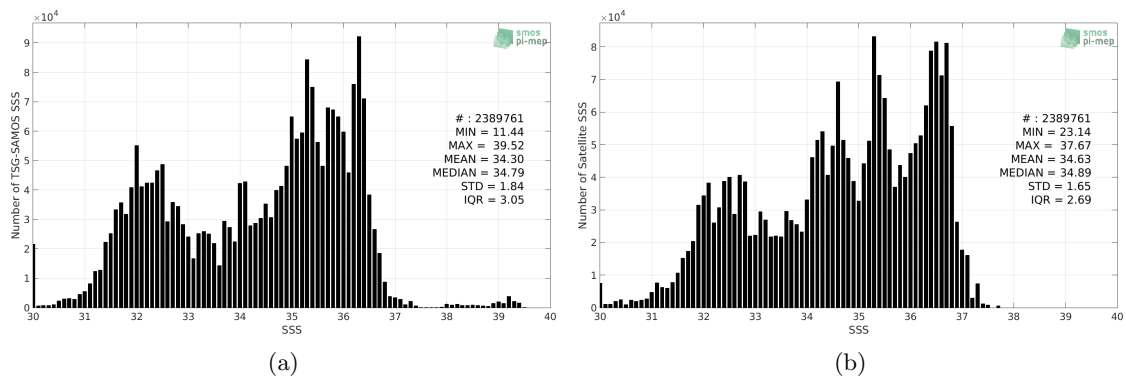 ×10⁴
smos
pi-mep
9
8
7
6
5
4
3
2
1
0
Number of TSG-SAMOS SSS
# : 2389761
MIN = 11.44
MAX = 39.52
MEAN = 34.30
MEDIAN = 34.79
STD = 1.84
IQR = 3.05
30 31 32 33 34 35 36 37 38 39 40
SSS
(a)
×10⁴
smos
pi-mep
8
7
6
5
4
3
2
1
0
Number of Satellite SSS
# : 2389761
MIN = 23.14
MAX = 37.67
MEAN = 34.63
MEDIAN = 34.89
STD = 1.65
IQR = 2.69
30 31 32 33 34 35 36 37 38 39 40
SSS
(b)